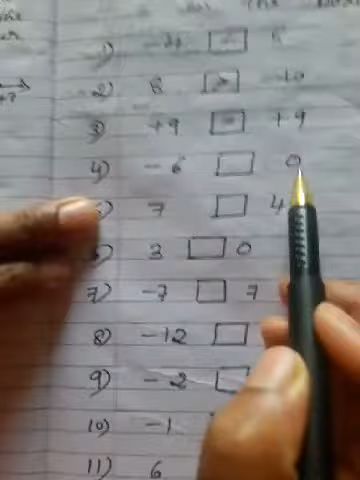 1)
2) 8 -10
3) +9 = +9
4) -6 0
5) 7 4
6) 3 0
7) -7 7
8) -12
9) -2
10) -1
11) 6